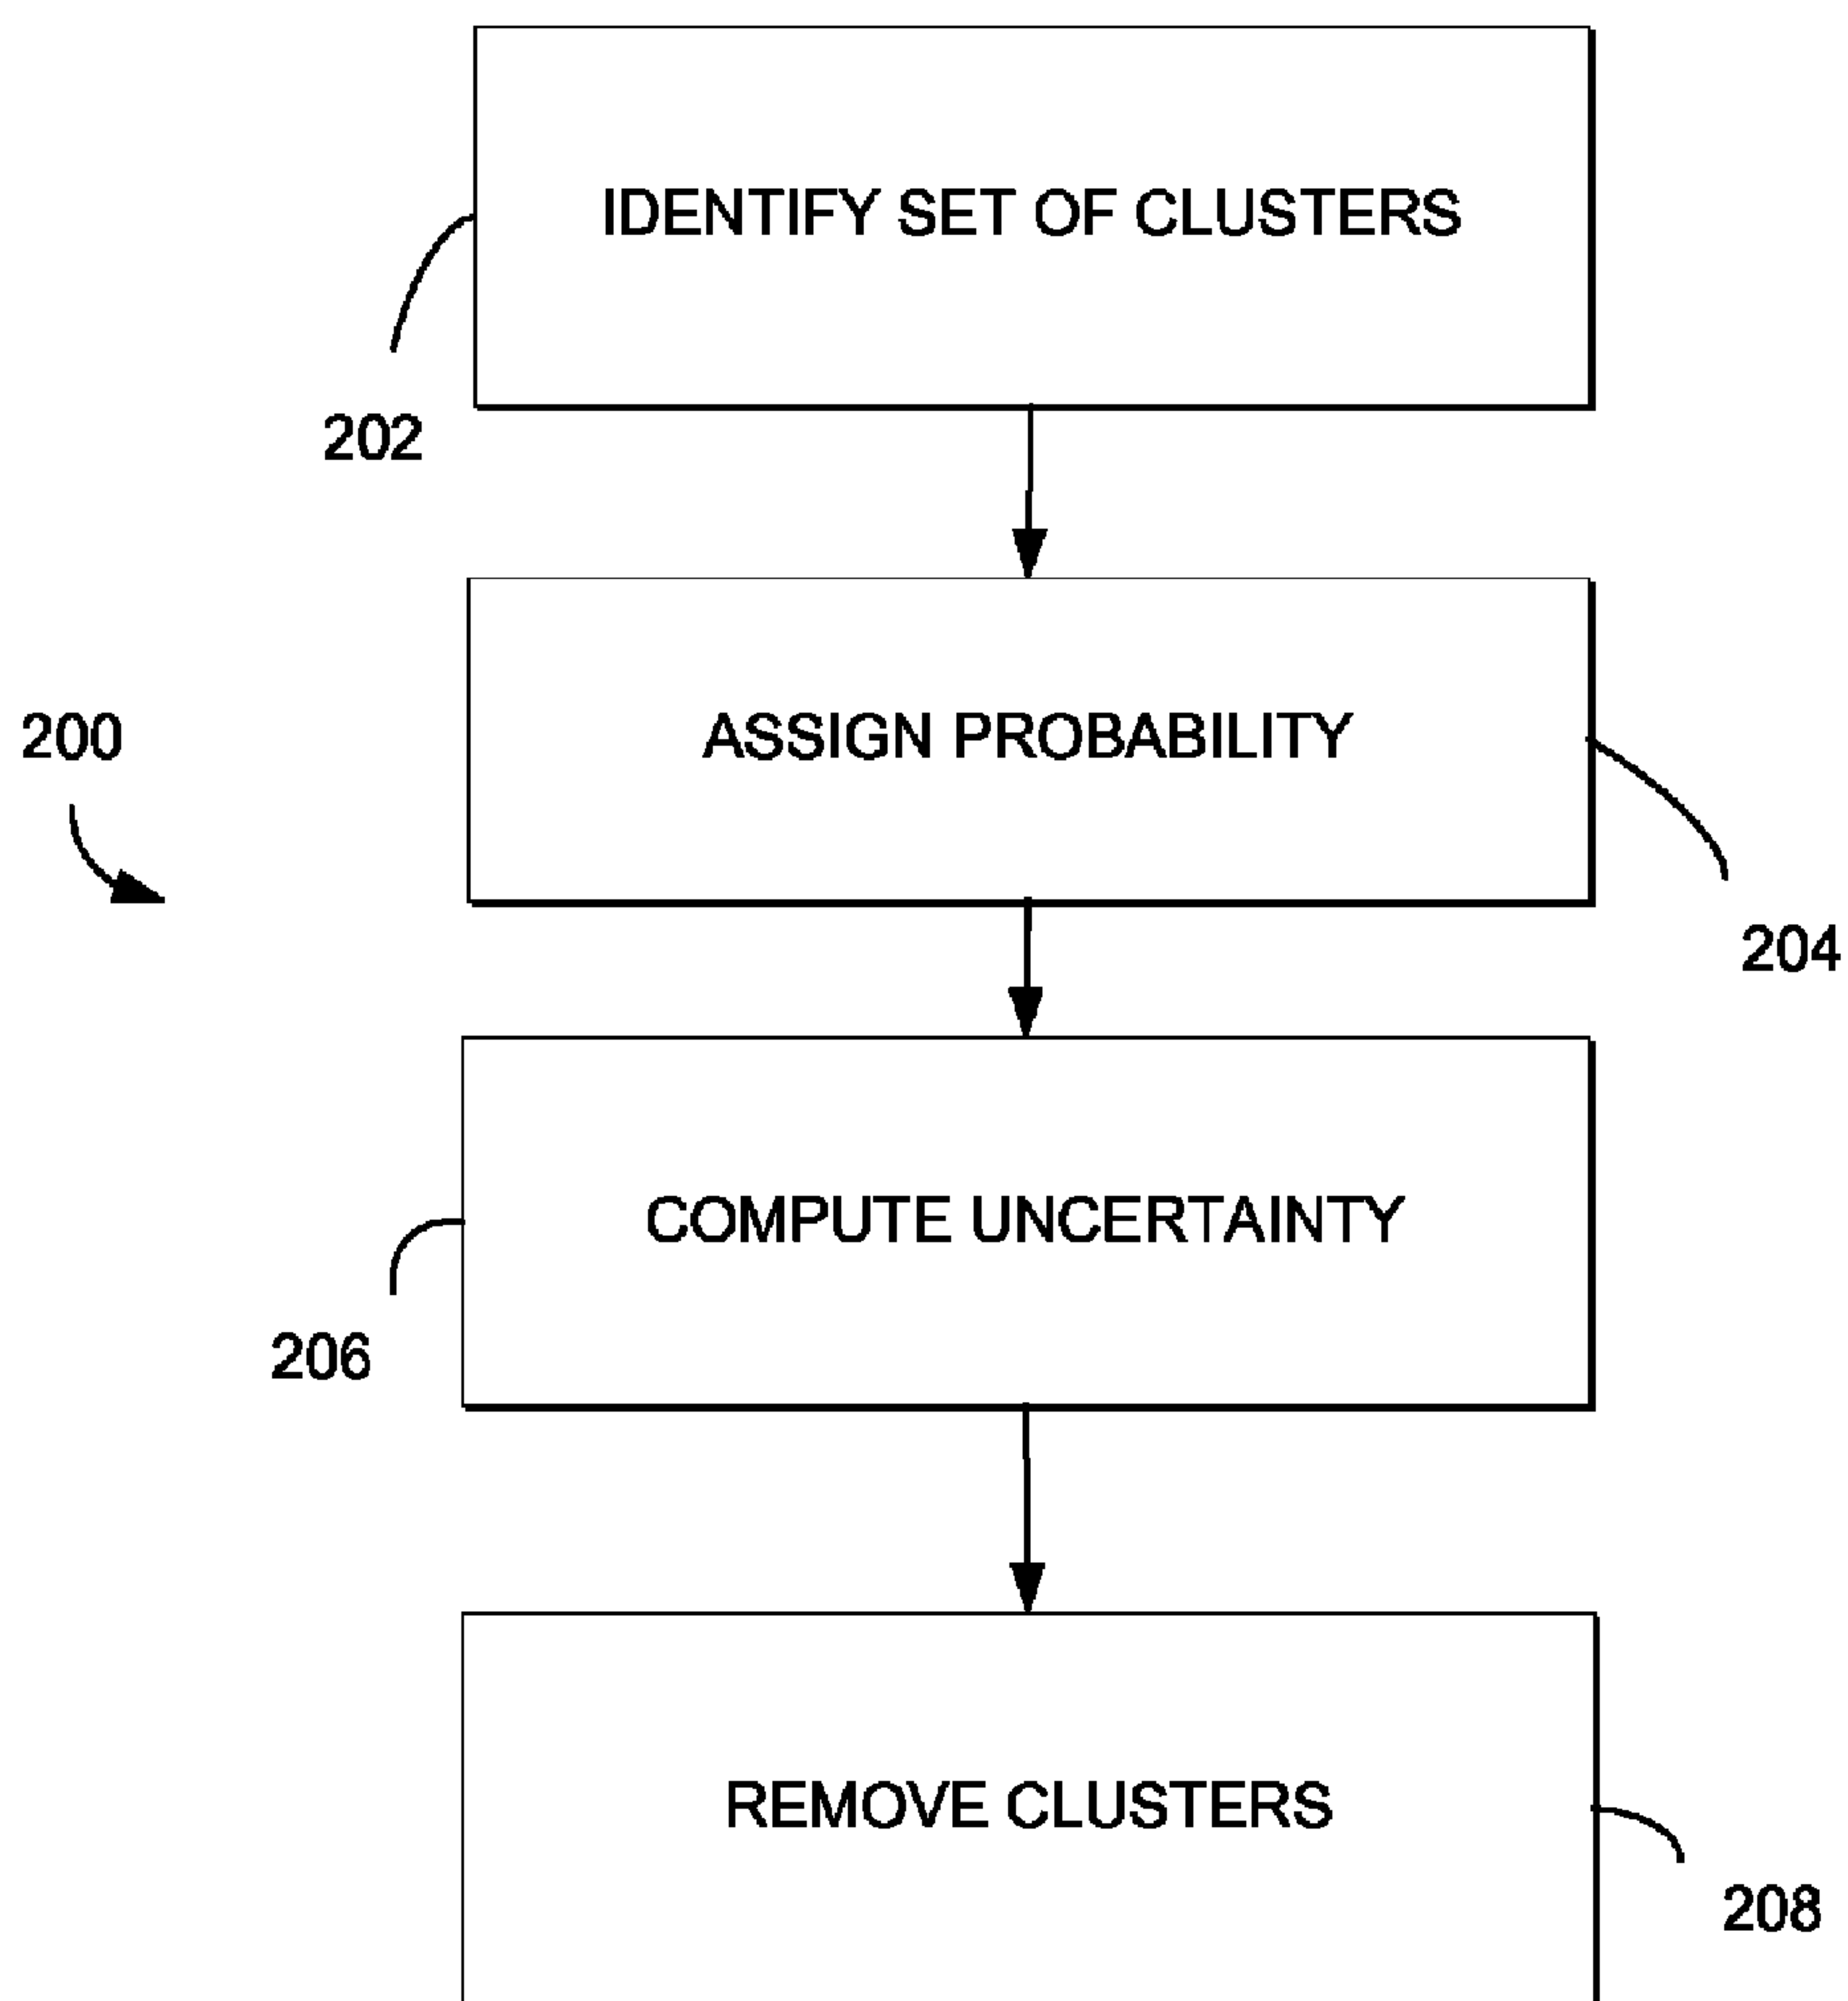 IDENTIFY SET OF CLUSTERS
202
ASSIGN PROBABILITY
200
204
COMPUTE UNCERTAINTY
206
REMOVE CLUSTERS
208